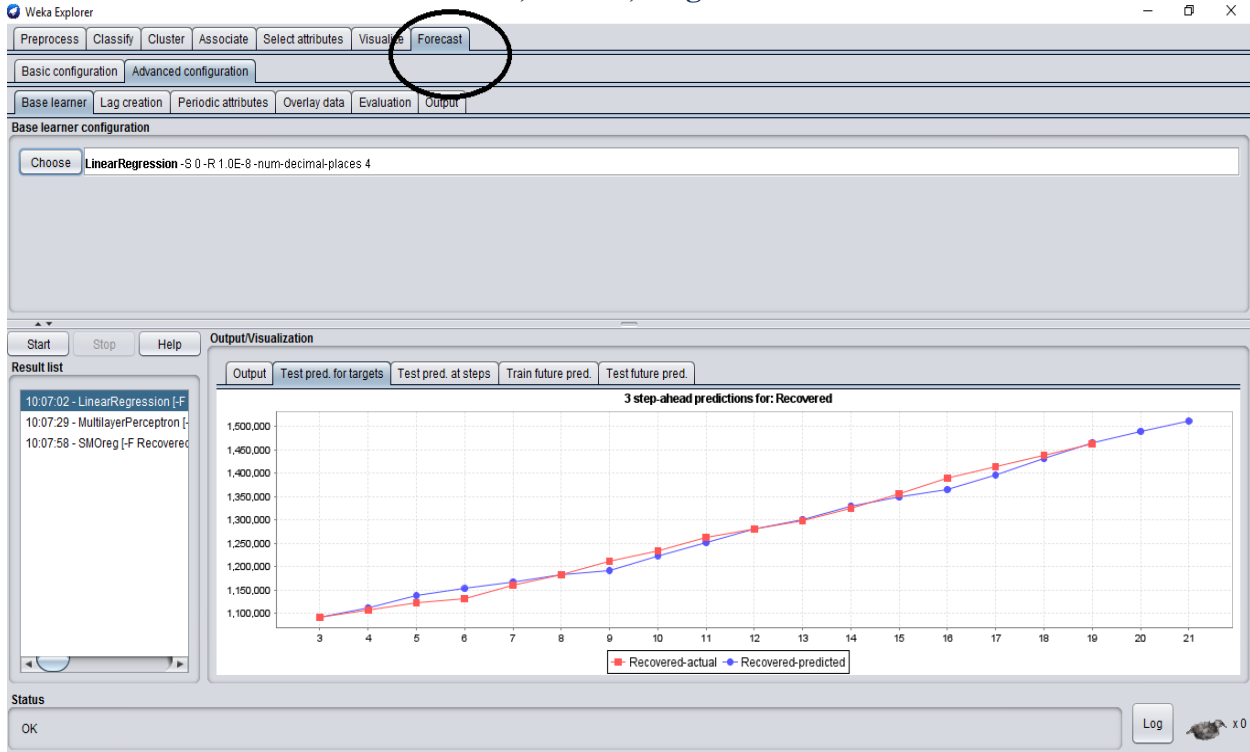 Weka Explorer
Preprocess Classify Cluster Associate Select attributes Visualize Forecast
Basic configuration Advanced configuration
Base learner Lag creation Periodic attributes Overlay data Evaluation Output
Base learner configuration
Choose LinearRegression -S 0 -R 1.0E-8 -num-decimal-places 4
Start Stop Help
Result list
10:07:02 - LinearRegression [-F
10:07:29 - MultilayerPerceptron [-
10:07:58 - SMOreg [-F Recovered
Output/Visualization
Output Test pred. for targets Test pred. at steps Train future pred. Test future pred.
3 step-ahead predictions for: Recovered
1,500,000
1,450,000
1,400,000
1,350,000
1,300,000
1,250,000
1,200,000
1,150,000
1,100,000
3 4 5 6 7 8 9 10 11 12 13 14 15 16 17 18 19 20 21
Recovered-actual Recovered-predicted
Status
OK
Log x 0